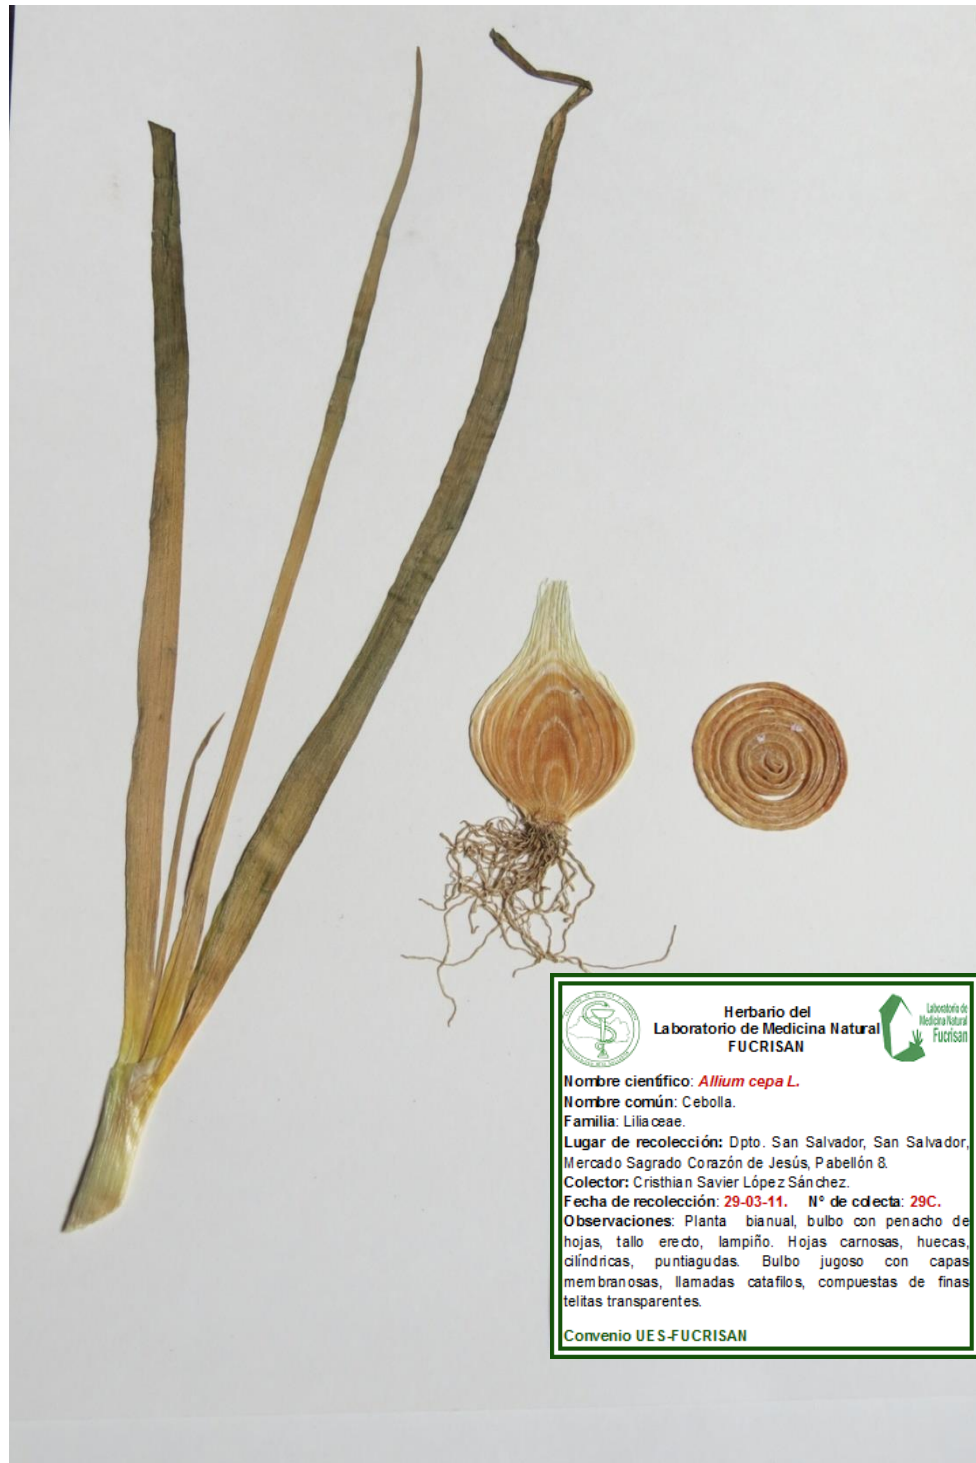 Herbario del
Laboratorio de Medicina Natural
FUCRISAN
Laboratorio de
Medicina Natural
Fucrisan
Nombre científico: Allium cepa L.
Nombre común: Cebolla.
Familia: Liliaceae.
Lugar de recolección: Dpto. San Salvador, San Salvador,
Mercado Sagrado Corazón de Jesús, Pabellón 8.
Colector: Cristhian Savier López Sánchez.
Fecha de recolección: 29-03-11. N° de colecta: 29C.
Observaciones: Planta bianual, bulbo con penacho de
hojas, tallo erecto, lampiño. Hojas carnosas, huecas,
cilíndricas, puntiagudas. Bulbo jugoso con capas
membranosas, llamadas catafilos, compuestas de finas
telitas transparentes.
Convenio UES-FUCRISAN